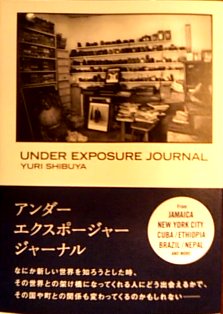 UNDER EXPOSURE JOURNAL
YURI SHIBUYA
アンダー
エクスポージャー
ジャーナル
From
JAMAICA
NEW YORK CITY
CUBA / ETHIOPIA
BRAZIL / NEPAL
AND MORE!
なにか新しい世界を知ろうとした時、
その世界との架け橋になってくれる人にどう出会えるかで、
その国や町との関係も変わってくるのかもしれない──